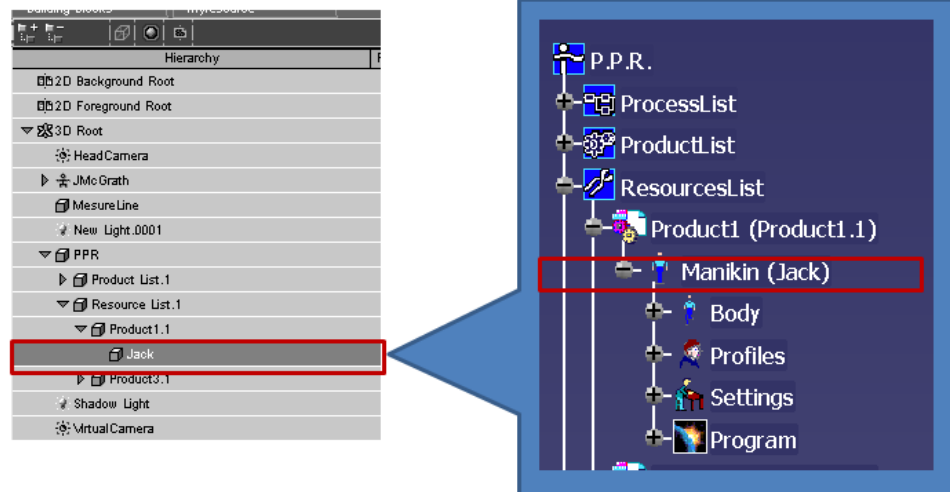 Building Blocks
myresource
Hierarchy
2D Background Root
2D Foreground Root
3D Root
HeadCamera
JMcGrath
MesureLine
New Light.0001
PPR
Product List.1
Resource List.1
Product1.1
Jack
Product3.1
Shadow Light
VirtualCamera
P.P.R.
ProcessList
ProductList
ResourcesList
Product1 (Product1.1)
Manikin (Jack)
Body
Profiles
Settings
Program